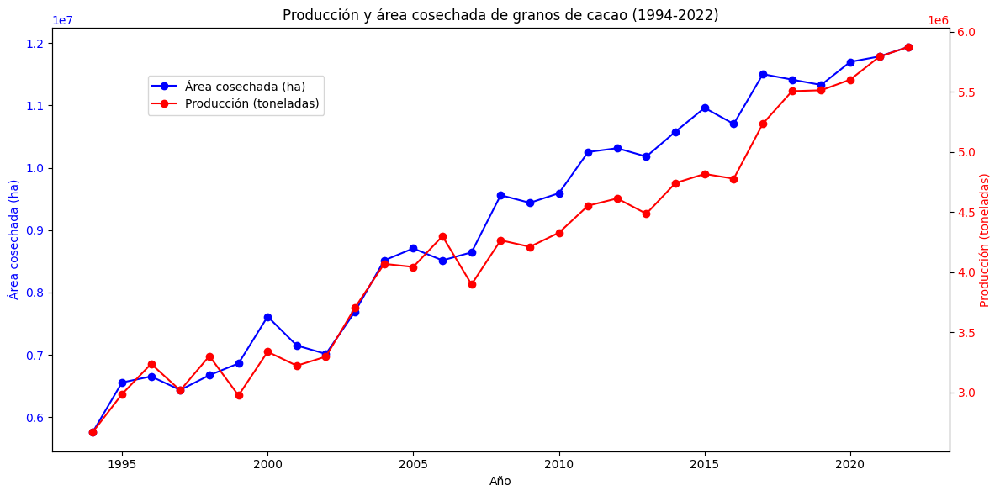 Producción y área cosechada de granos de cacao (1994-2022)
1e7
1e6
1.2
1.1
1.0
0.9
0.8
0.7
0.6
Área cosechada (ha)
Área cosechada (ha)
Producción (toneladas)
6.0
5.5
5.0
4.5
4.0
3.5
3.0
Producción (toneladas)
1995 2000 2005 2010 2015 2020
Año